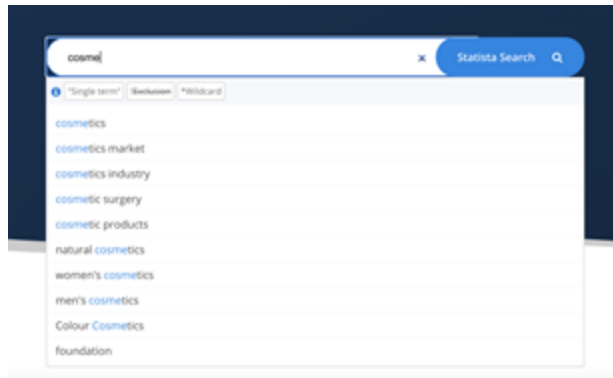 cosme
Statista Search
"Single term" Exclusion *Wildcard
cosmetics
cosmetics market
cosmetics industry
cosmetic surgery
cosmetic products
natural cosmetics
women's cosmetics
men's cosmetics
Colour Cosmetics
foundation